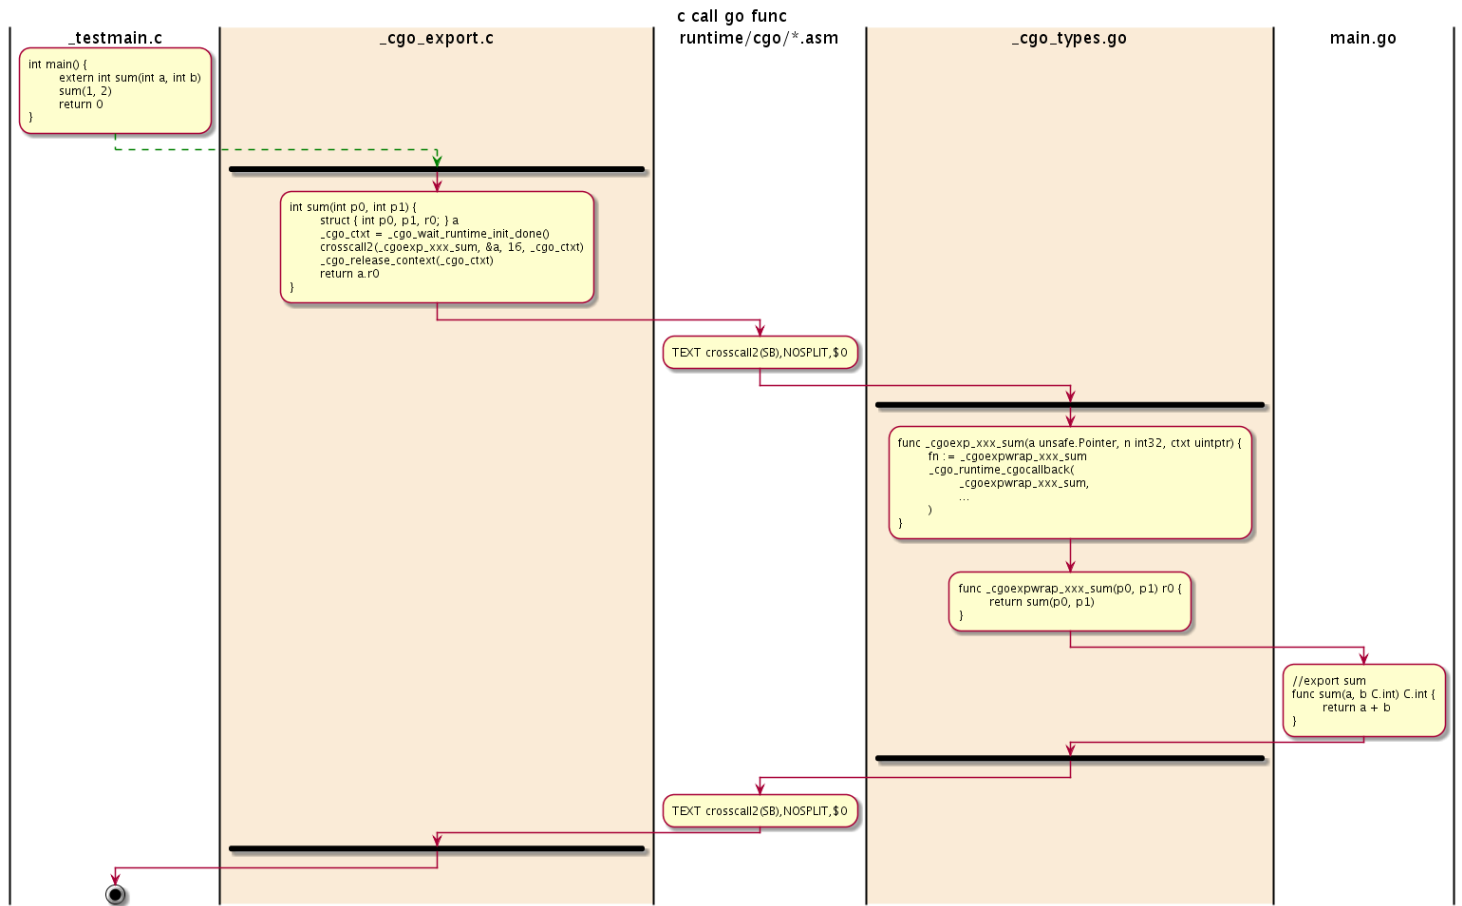 c call go func
_testmain.c
_cgo_export.c
runtime/cgo/*.asm
_cgo_types.go
main.go
int main() {
extern int sum(int a, int b)
sum(1, 2)
return 0
}
int sum(int p0, int p1) {
struct { int p0, p1, r0; } a
_cgo_ctxt = _cgo_wait_runtime_init_done()
crosscall2(_cgoexp_xxx_sum, &a, 16, _cgo_ctxt)
_cgo_release_context(_cgo_ctxt)
return a.r0
}
TEXT crosscall2(SB),NOSPLIT,$0
func _cgoexp_xxx_sum(a unsafe.Pointer, n int32, ctxt uintptr) {
fn := _cgoexpwrap_xxx_sum
_cgo_runtime_cgocallback(
_cgoexpwrap_xxx_sum,
...
)
}
func _cgoexpwrap_xxx_sum(p0, p1) r0 {
return sum(p0, p1)
}
//export sum
func sum(a, b C.int) C.int {
return a + b
}
TEXT crosscall2(SB),NOSPLIT,$0